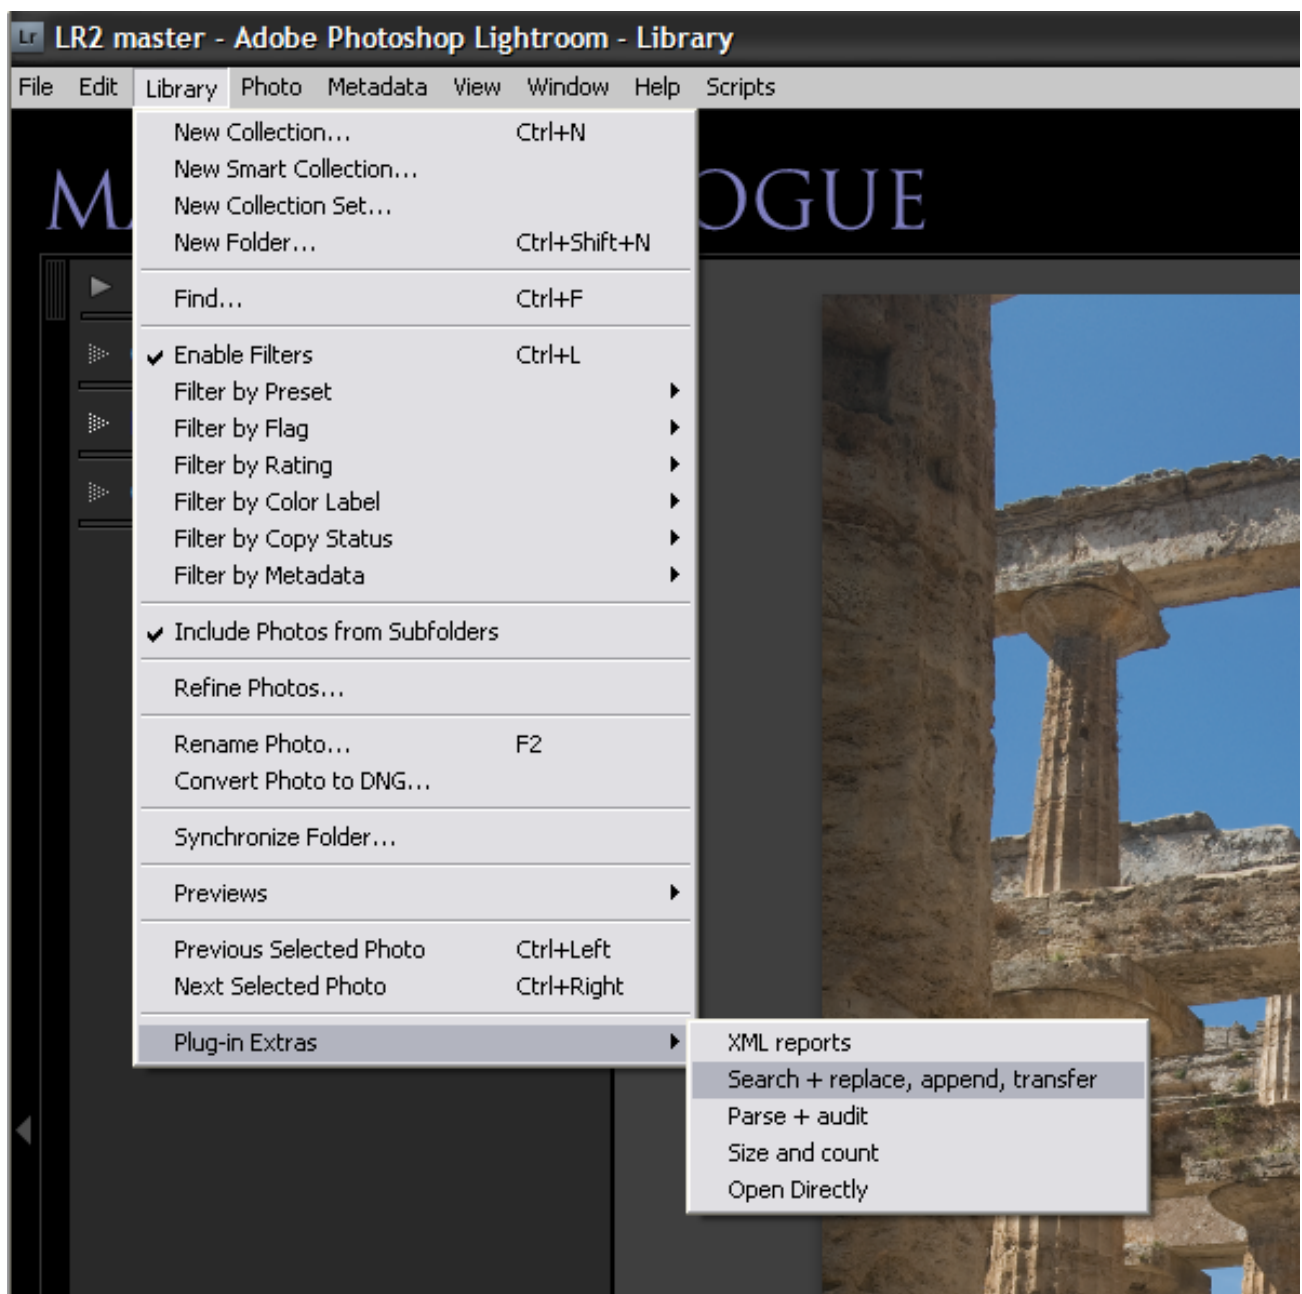 Lr LR2 master - Adobe Photoshop Lightroom - Library
File Edit Library Photo Metadata View Window Help Scripts
New Collection... Ctrl+N
New Smart Collection...
New Collection Set...
New Folder... Ctrl+Shift+N
Find... Ctrl+F
Enable Filters Ctrl+L
Filter by Preset
Filter by Flag
Filter by Rating
Filter by Color Label
Filter by Copy Status
Filter by Metadata
Include Photos from Subfolders
Refine Photos...
Rename Photo... F2
Convert Photo to DNG...
Synchronize Folder...
Previews
Previous Selected Photo Ctrl+Left
Next Selected Photo Ctrl+Right
Plug-in Extras
XML reports
Search + replace, append, transfer
Parse + audit
Size and count
Open Directly